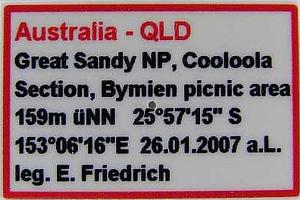 Australia - QLD
Great Sandy NP, Cooloola
Section, Bymien picnic area
159m üNN 25°57'15" S
153°06'16"E 26.01.2007 a.L.
leg. E. Friedrich